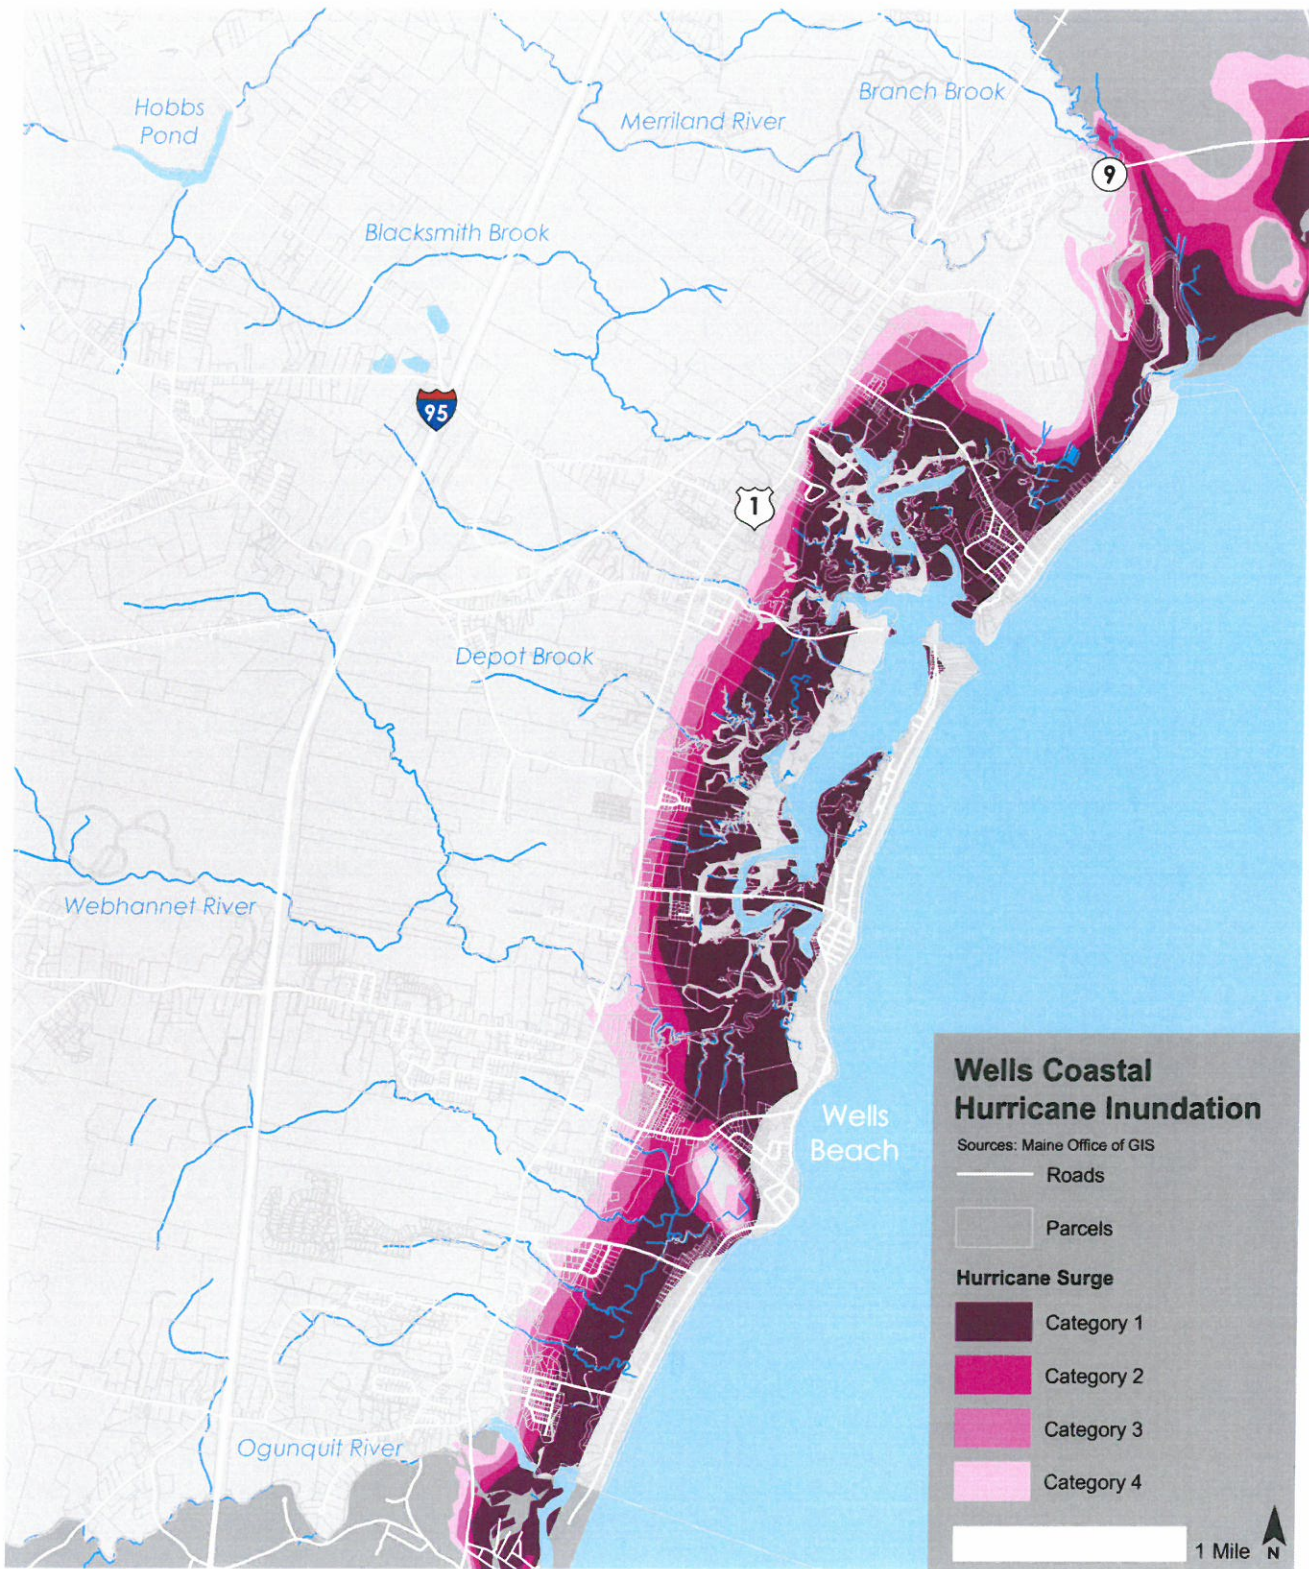 Hobbs
Pond
Branch Brook
Merriland River
9
Blacksmith Brook
95
1
Depot Brook
Webhannet River
Wells
Beach
Ogunquit River
Wells Coastal
Hurricane Inundation
Sources: Maine Office of GIS
Roads
Parcels
Hurricane Surge
Category 1
Category 2
Category 3
Category 4
1 Mile
N